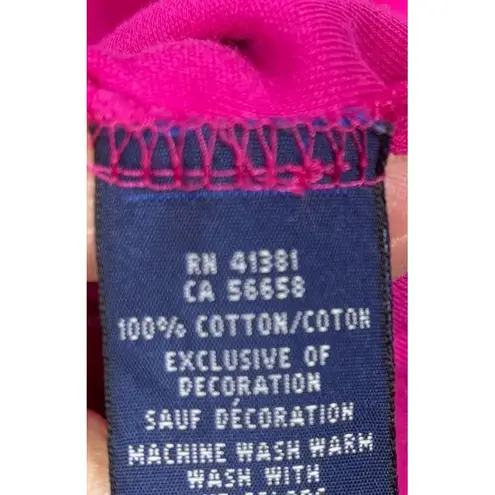 RN 41381
CA 56658
100% COTTON/COTON
EXCLUSIVE OF
DECORATION
SAUF DÉCORATION
MACHINE WASH WARM
WASH WITH